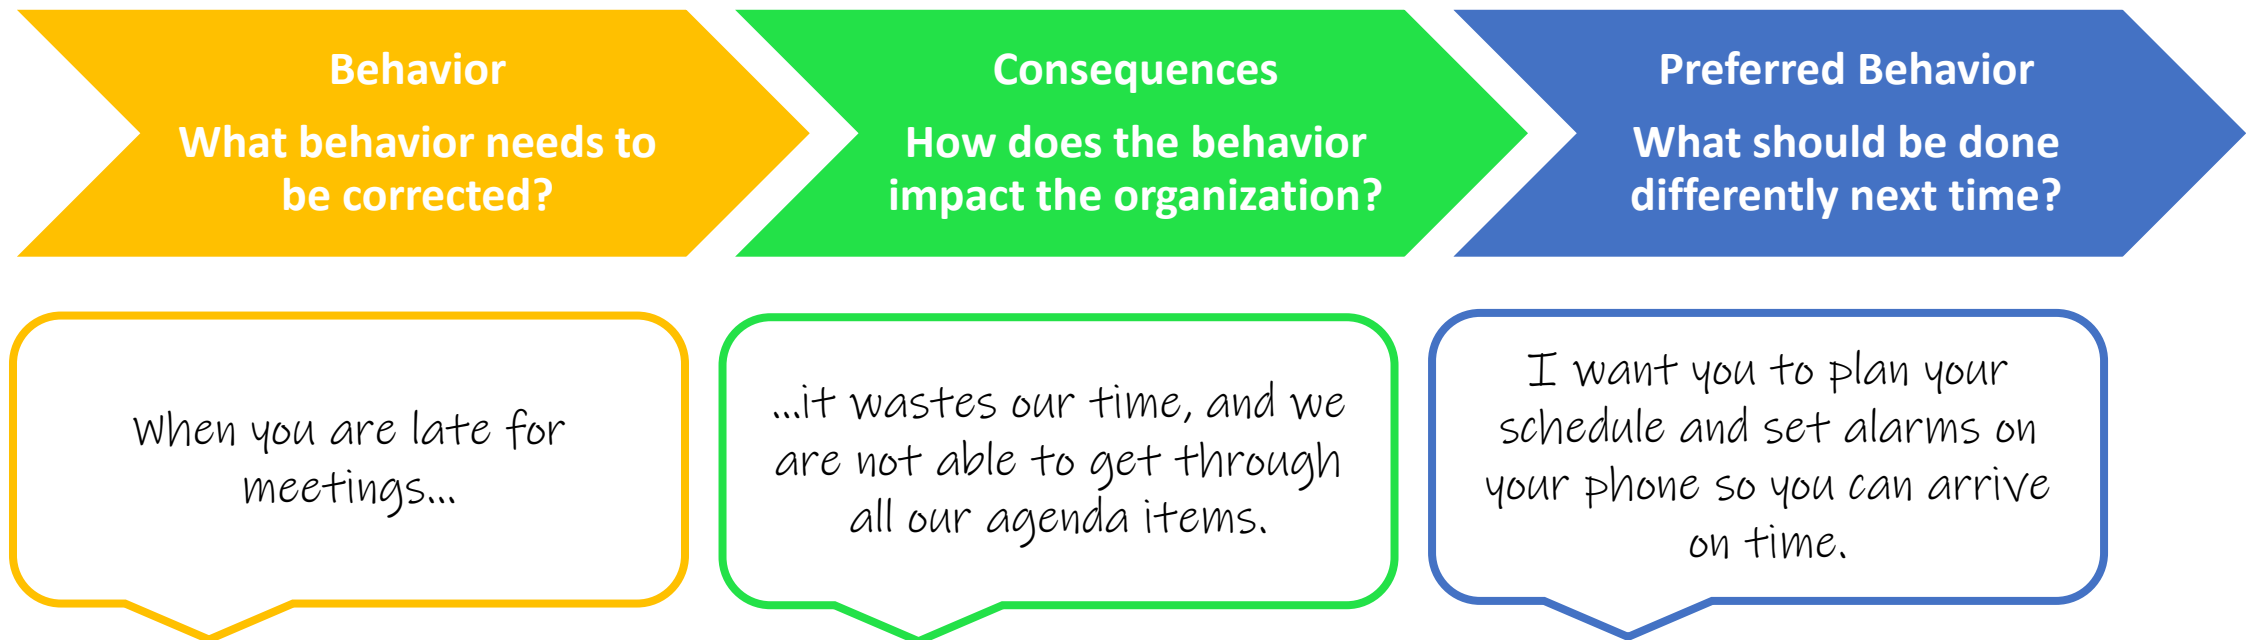 Behavior
What behavior needs to
be corrected?
Consequences
How does the behavior
impact the organization?
Preferred Behavior
What should be done
differently next time?
When you are late for
meetings...
...it wastes our time, and we
are not able to get through
all our agenda items.
I want you to plan your
schedule and set alarms on
your phone so you can arrive
on time.